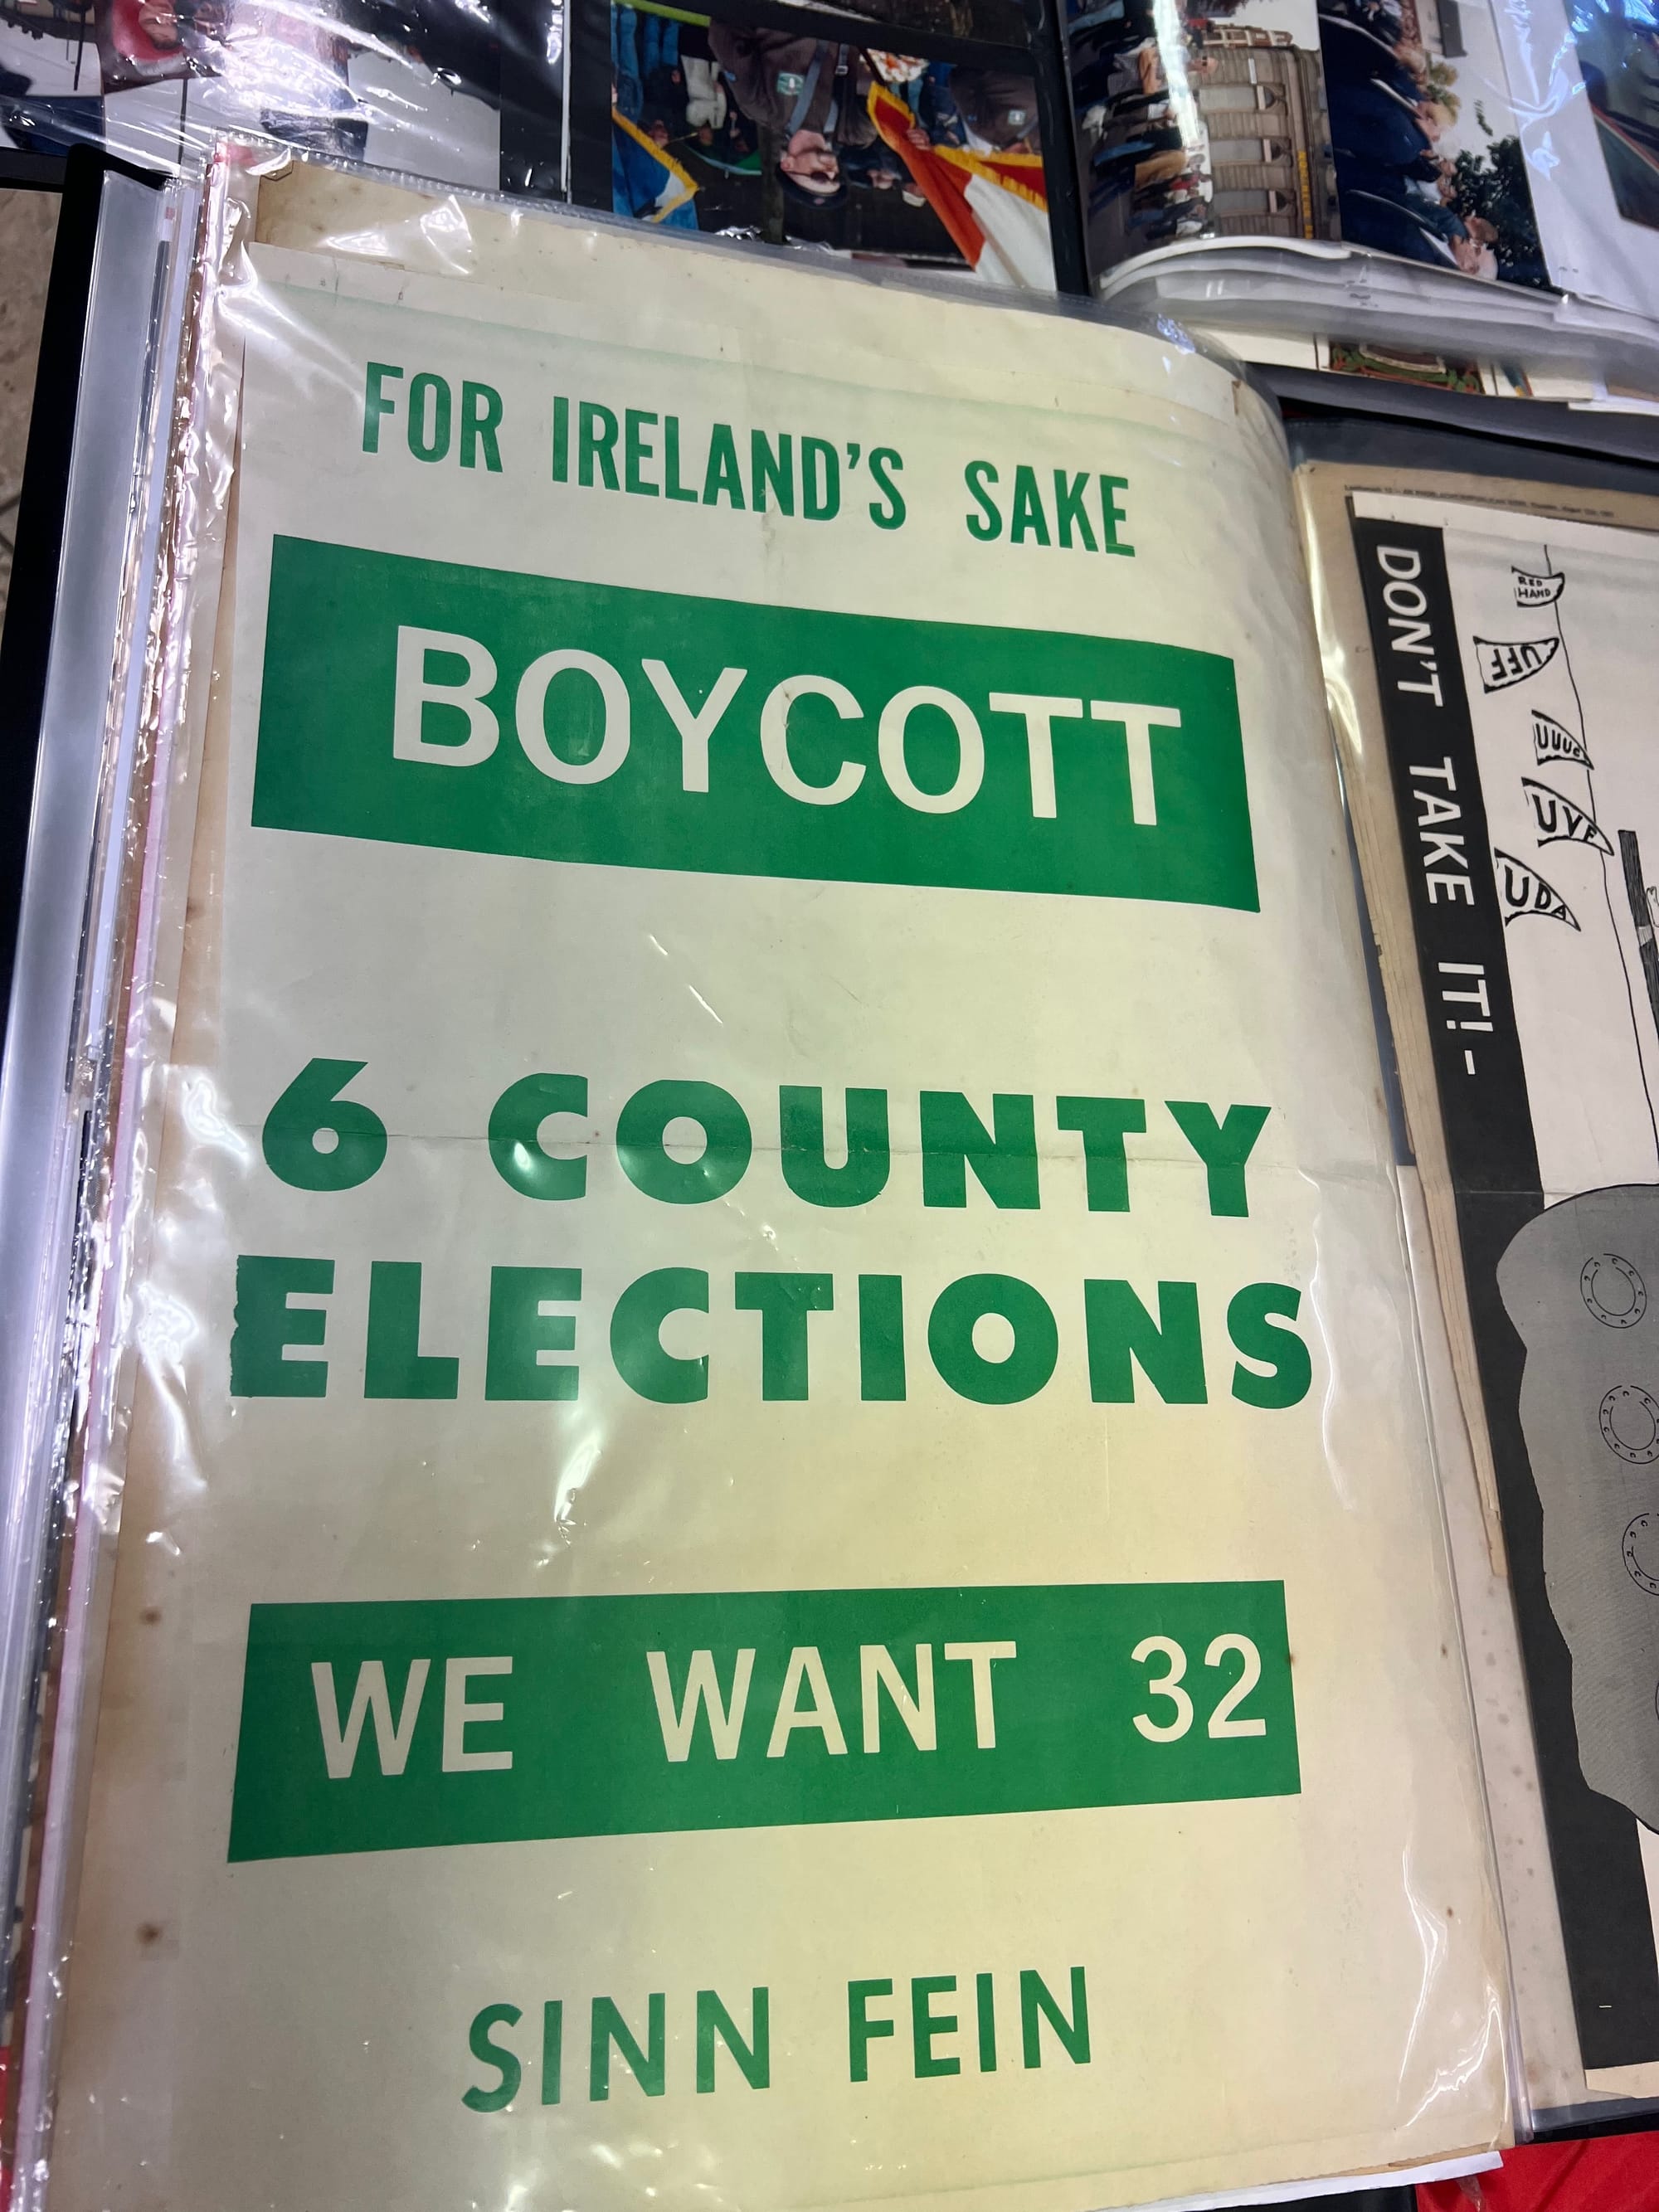 FOR IRELAND'S SAKE
BOYCOTT
6 COUNTY
ELECTIONS
WE WANT 32
SINN FEIN
DON'T TAKE IT! -
RED
HAND
UFF
UUUC
UVF
UDA